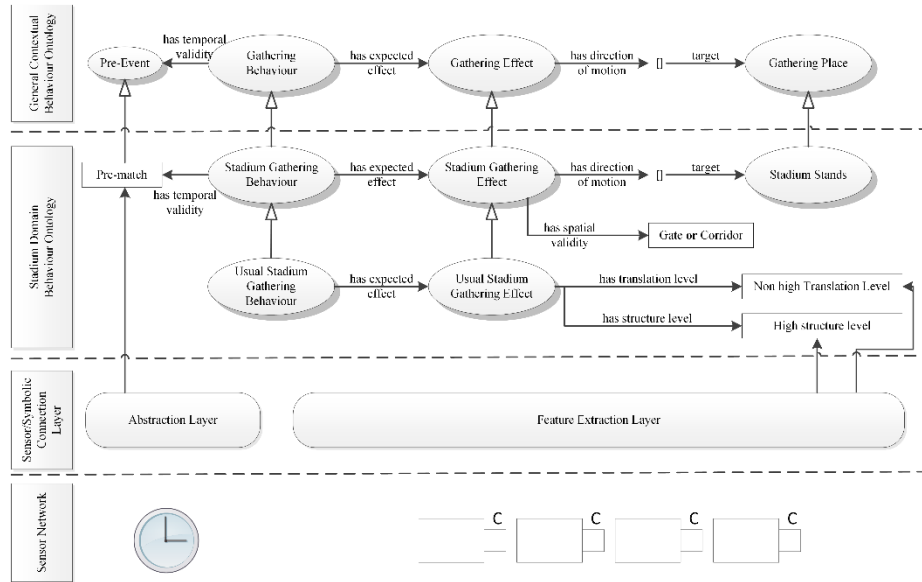 General Contextual
Behaviour Ontology
Pre-Event
has temporal
validity
Gathering
Behaviour
has expected
effect
Gathering Effect
has direction
of motion
[]
target
Gathering Place
Stadium Domain
Behaviour Ontology
Pre-match
has temporal
validity
Stadium Gathering
Behaviour
has expected
effect
Stadium Gathering
Effect
has direction
of motion
[]
target
Stadium Stands
has spatial
validity
Gate or Corridor
Usual Stadium
Gathering
Behaviour
has expected
effect
Usual Stadium
Gathering Effect
has translation level
Non high Translation Level
has structure level
High structure level
Sensor/Symbolic
Connection
Layer
Abstraction Layer
Feature Extraction Layer
Sensor Network
C
C
C
C